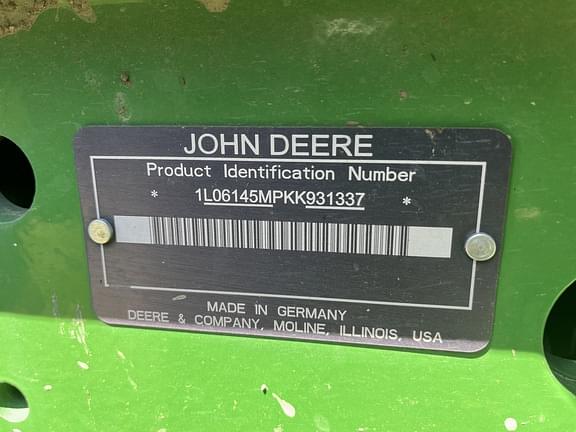 JOHN DEERE
Product Identification Number
* 1L06145MPKK931337 *
MADE IN GERMANY
DEERE & COMPANY, MOLINE, ILLINOIS, USA